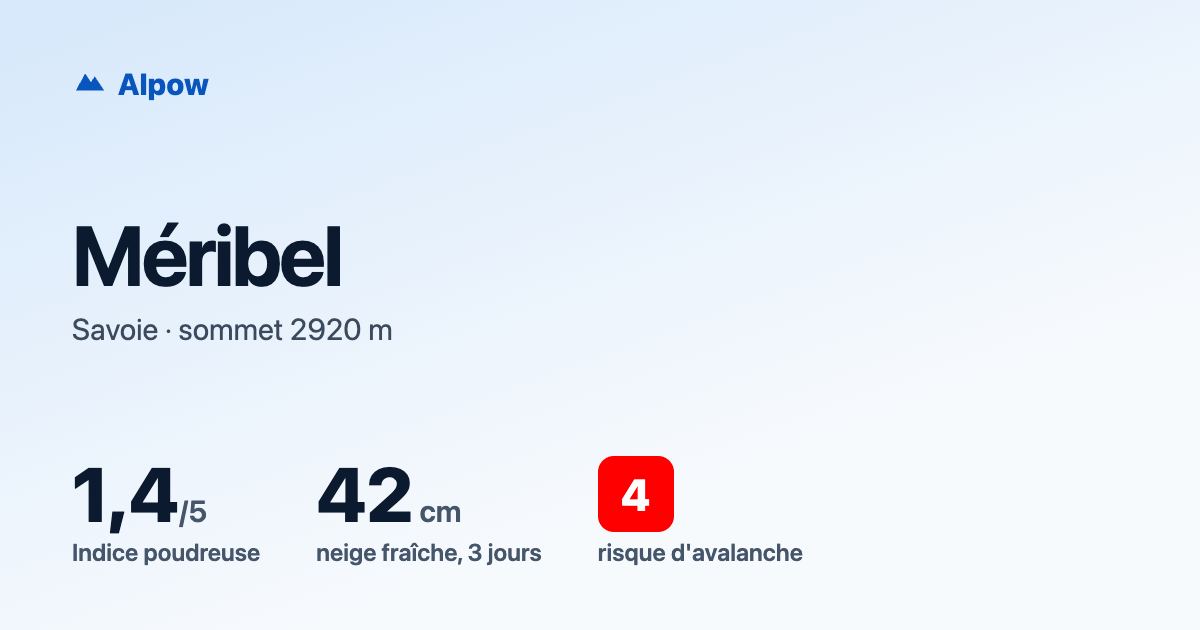 Alpow
Méribel
Savoie · sommet 2920 m
1,4/5
Indice poudreuse
42 cm
neige fraîche, 3 jours
4
risque d'avalanche